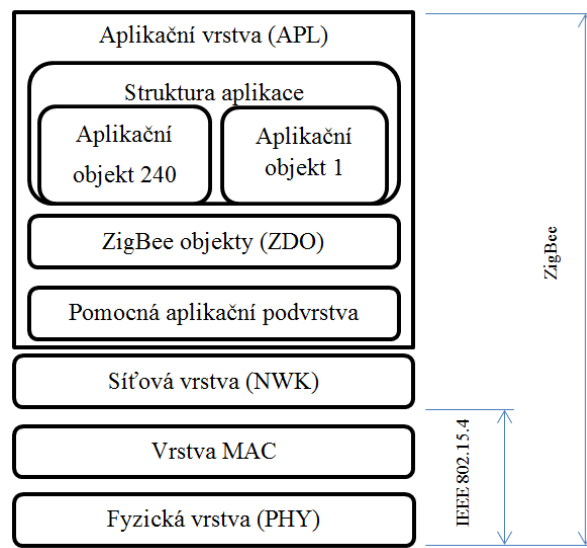 Aplikační vrstva (APL)
Struktura aplikace
Aplikační
objekt 240
Aplikační
objekt 1
ZigBee objekty (ZDO)
Pomocná aplikační podvrstva
Síťová vrstva (NWK)
Vrstva MAC
Fyzická vrstva (PHY)
IEEE 802.15.4
ZigBee